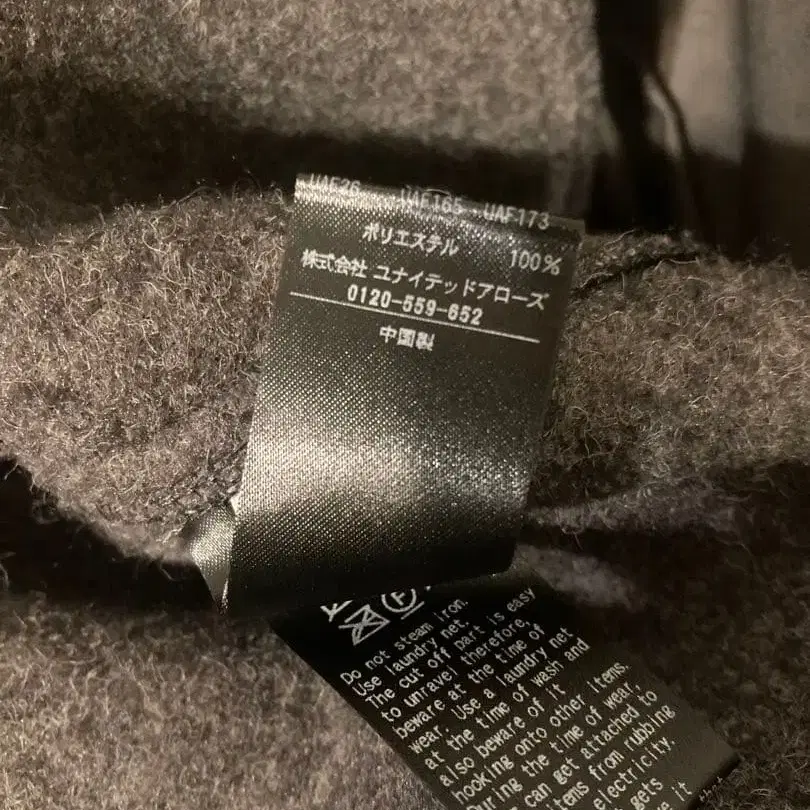 UAF26 UAF165 · UAF173
ポリエステル 100%
株式会社 ユナイテッドアローズ
0120-559-652
中国製
F
Do not steam iron.
Use laundry net.
The cut off part is easy
to unravel therefore,
beware at the time of
wear. Use a laundry net
at the time of wash and
also beware of it
hooking onto other items.
During the time of wear,
can get attached to
items from rubbing
electricity.
gets
it